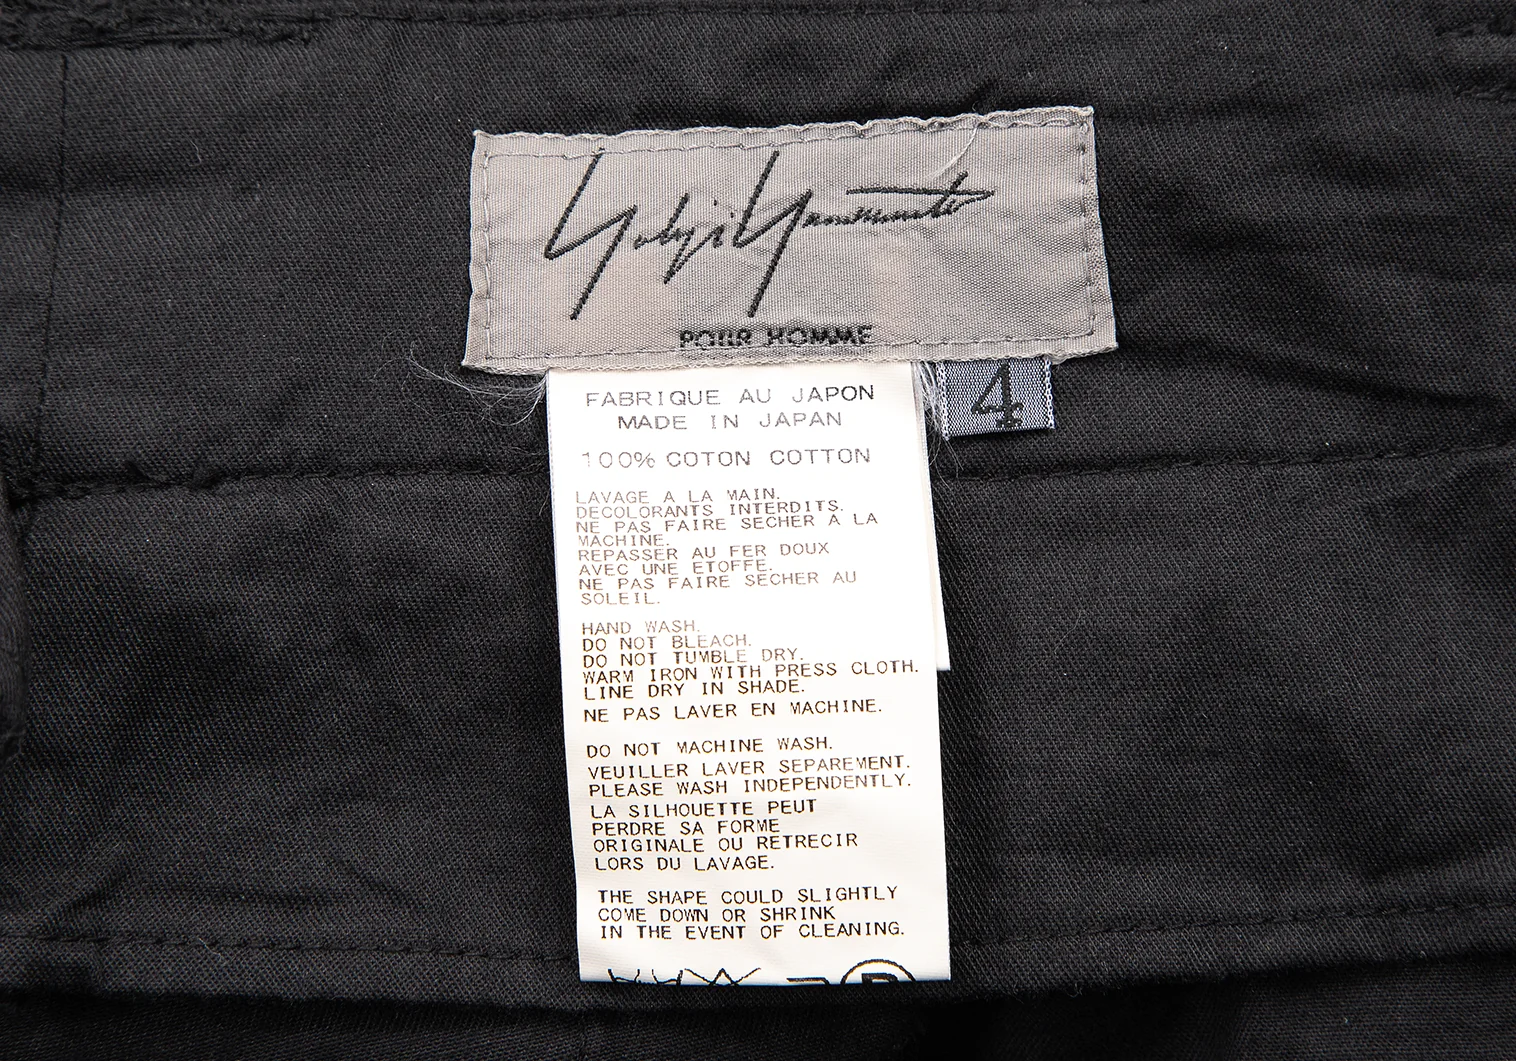 Yohji Yamamoto
POUR HOMME
4
FABRIQUE AU JAPON
MADE IN JAPAN
100% COTON COTTON
LAVAGE A LA MAIN.
DECOLORANTS INTERDITS.
NE PAS FAIRE SECHER A LA
MACHINE.
REPASSER AU FER DOUX
AVEC UNE ETOFFE.
NE PAS FAIRE SECHER AU
SOLEIL.
HAND WASH.
DO NOT BLEACH.
DO NOT TUMBLE DRY.
WARM IRON WITH PRESS CLOTH.
LINE DRY IN SHADE.
NE PAS LAVER EN MACHINE.
DO NOT MACHINE WASH.
VEUILLER LAVER SEPAREMENT.
PLEASE WASH INDEPENDENTLY.
LA SILHOUETTE PEUT
PERDRE SA FORME
ORIGINALE OU RETRECIR
LORS DU LAVAGE.
THE SHAPE COULD SLIGHTLY
COME DOWN OR SHRINK
IN THE EVENT OF CLEANING.